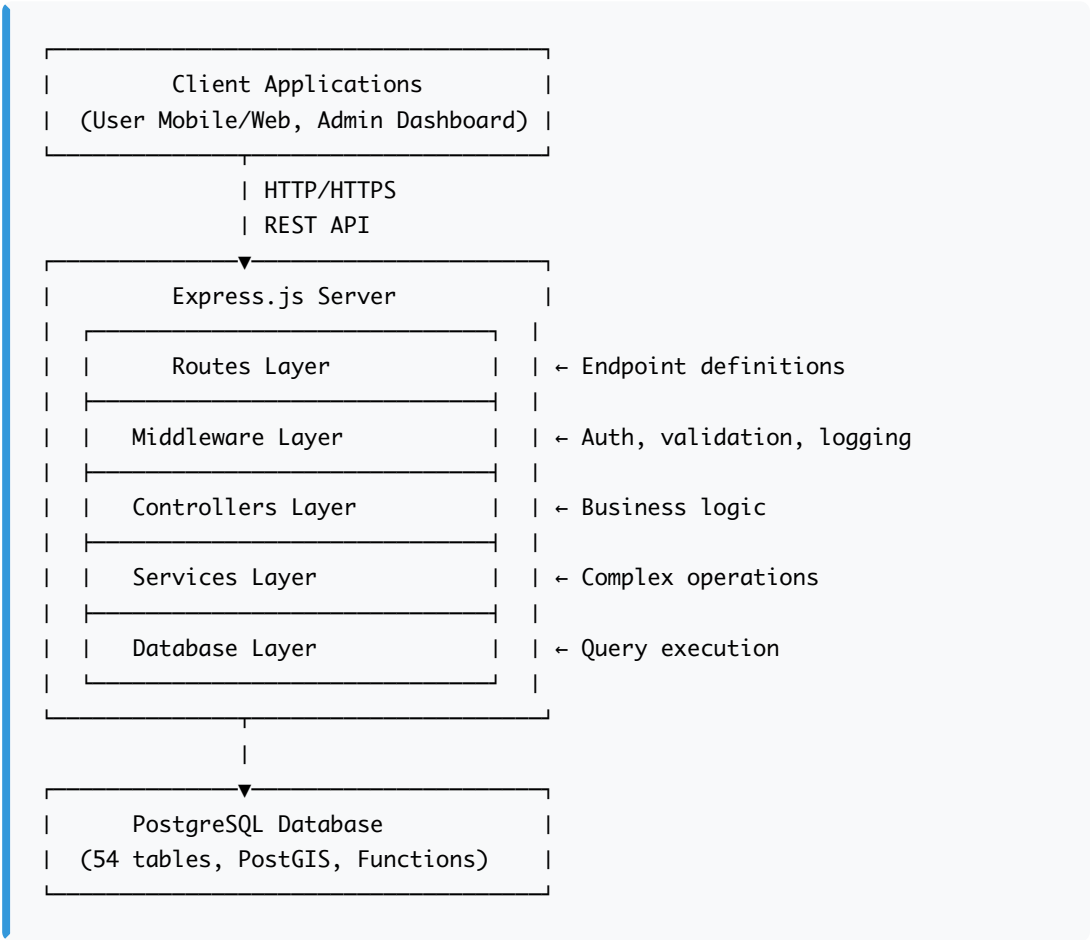 Client Applications
(User Mobile/Web, Admin Dashboard)
HTTP/HTTPS
REST API
Express.js Server
Routes Layer ← Endpoint definitions
Middleware Layer ← Auth, validation, logging
Controllers Layer ← Business logic
Services Layer ← Complex operations
Database Layer ← Query execution
PostgreSQL Database
(54 tables, PostGIS, Functions)